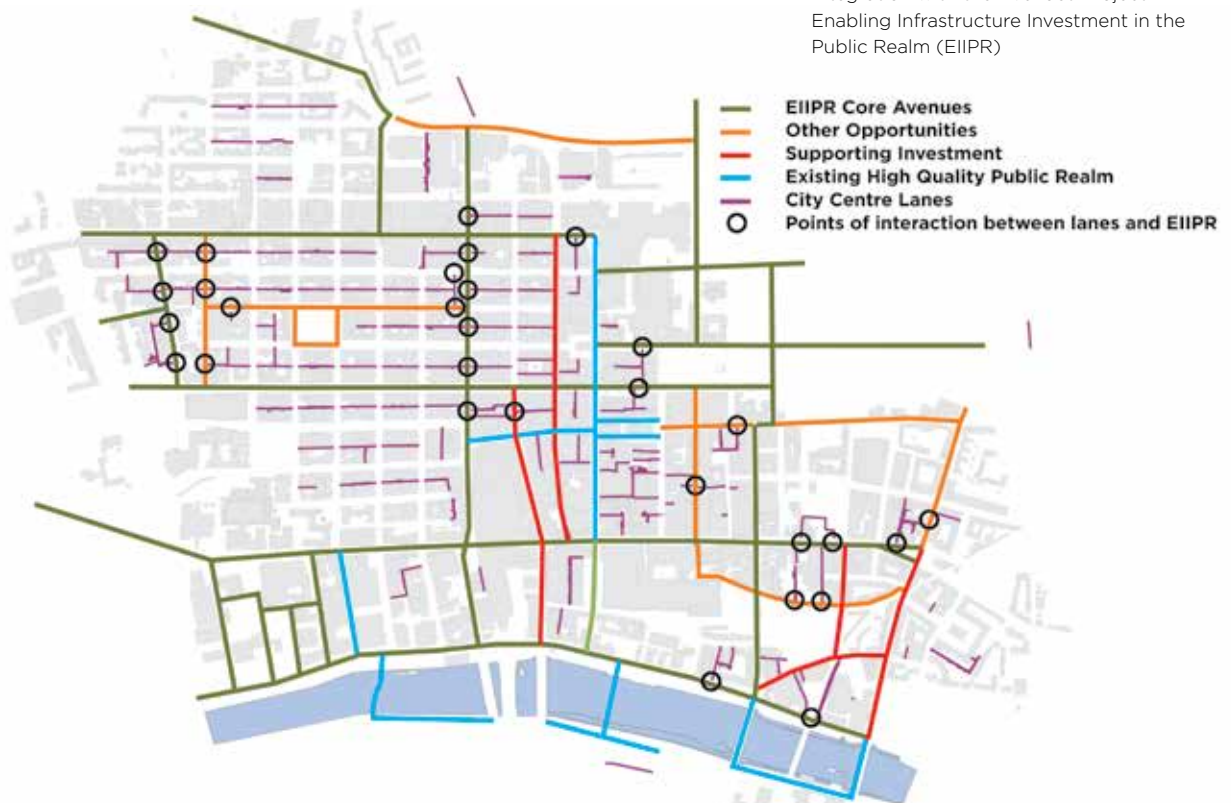 Enabling Infrastructure Investment in the
Public Realm (EIIPR)
EIIPR Core Avenues
Other Opportunities
Supporting Investment
Existing High Quality Public Realm
City Centre Lanes
Points of interaction between lanes and EIIPR